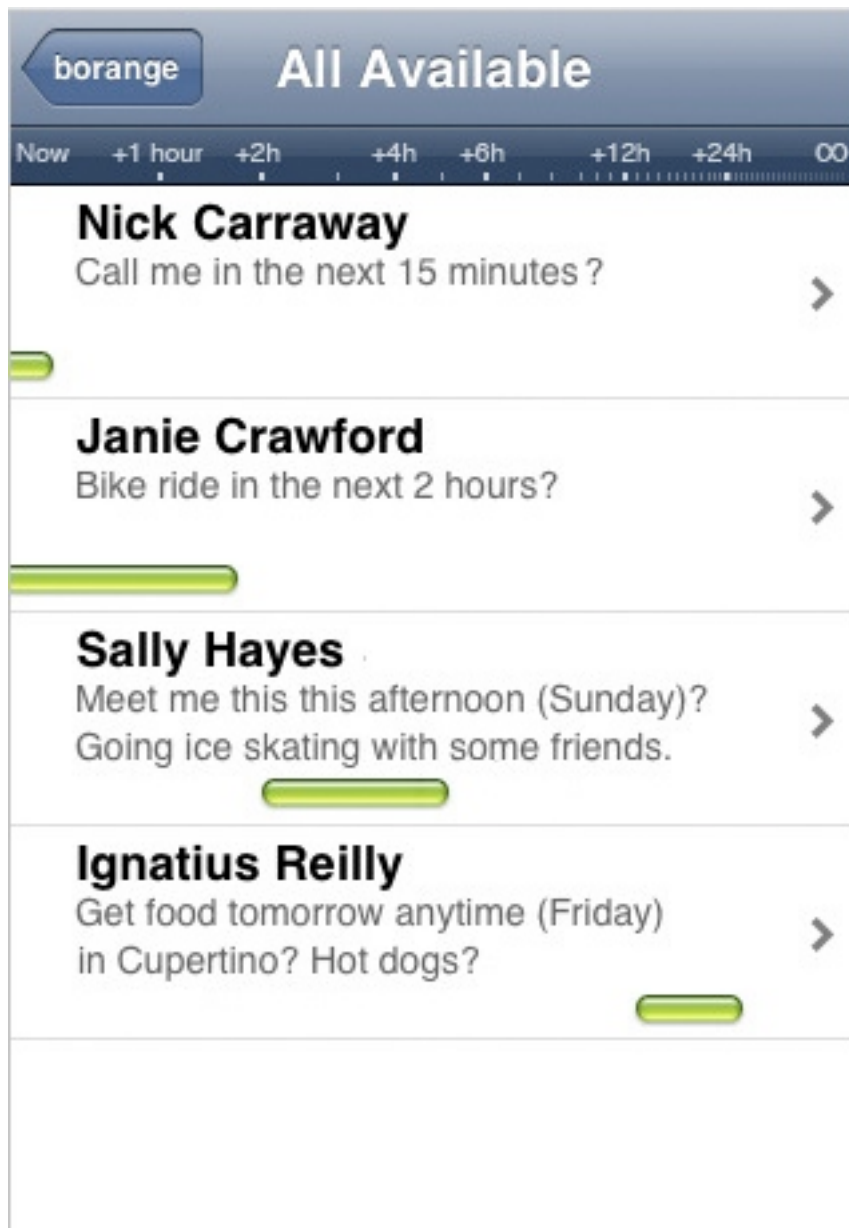 borange
All Available
Now +1 hour +2h +4h +6h +12h +24h OO
Nick Carraway
Call me in the next 15 minutes?
Janie Crawford
Bike ride in the next 2 hours?
Sally Hayes
Meet me this this afternoon (Sunday)?
Going ice skating with some friends.
Ignatius Reilly
Get food tomorrow anytime (Friday)
in Cupertino? Hot dogs?